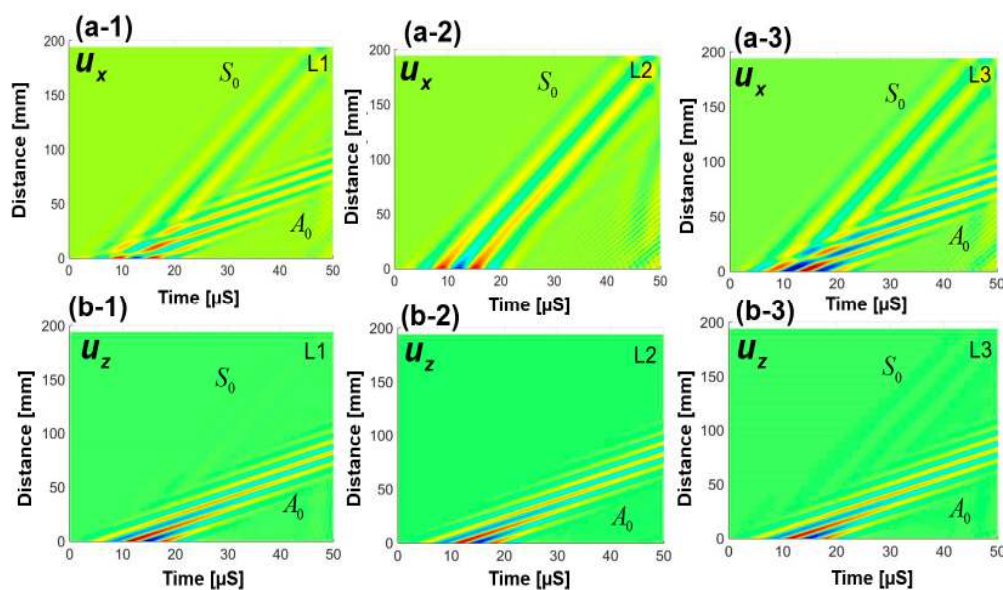 (a-1)
200
150
100
50
0
Distance [mm]
u_x
S_0
L1
A_0
0 10 20 30 40 50
Time [µS]
(a-2)
200
150
100
50
0
Distance [mm]
u_x
S_0
L2
0 10 20 30 40 50
Time [µS]
(a-3)
200
150
100
50
0
Distance [mm]
u_x
S_0
L3
A_0
0 10 20 30 40 50
Time [µS]
(b-1)
200
150
100
50
0
Distance [mm]
u_z
S_0
L1
A_0
0 10 20 30 40 50
Time [µS]
(b-2)
200
150
100
50
0
Distance [mm]
u_z
L2
A_0
0 10 20 30 40 50
Time [µS]
(b-3)
200
150
100
50
0
Distance [mm]
u_z
S_0
L3
A_0
0 10 20 30 40 50
Time [µS]